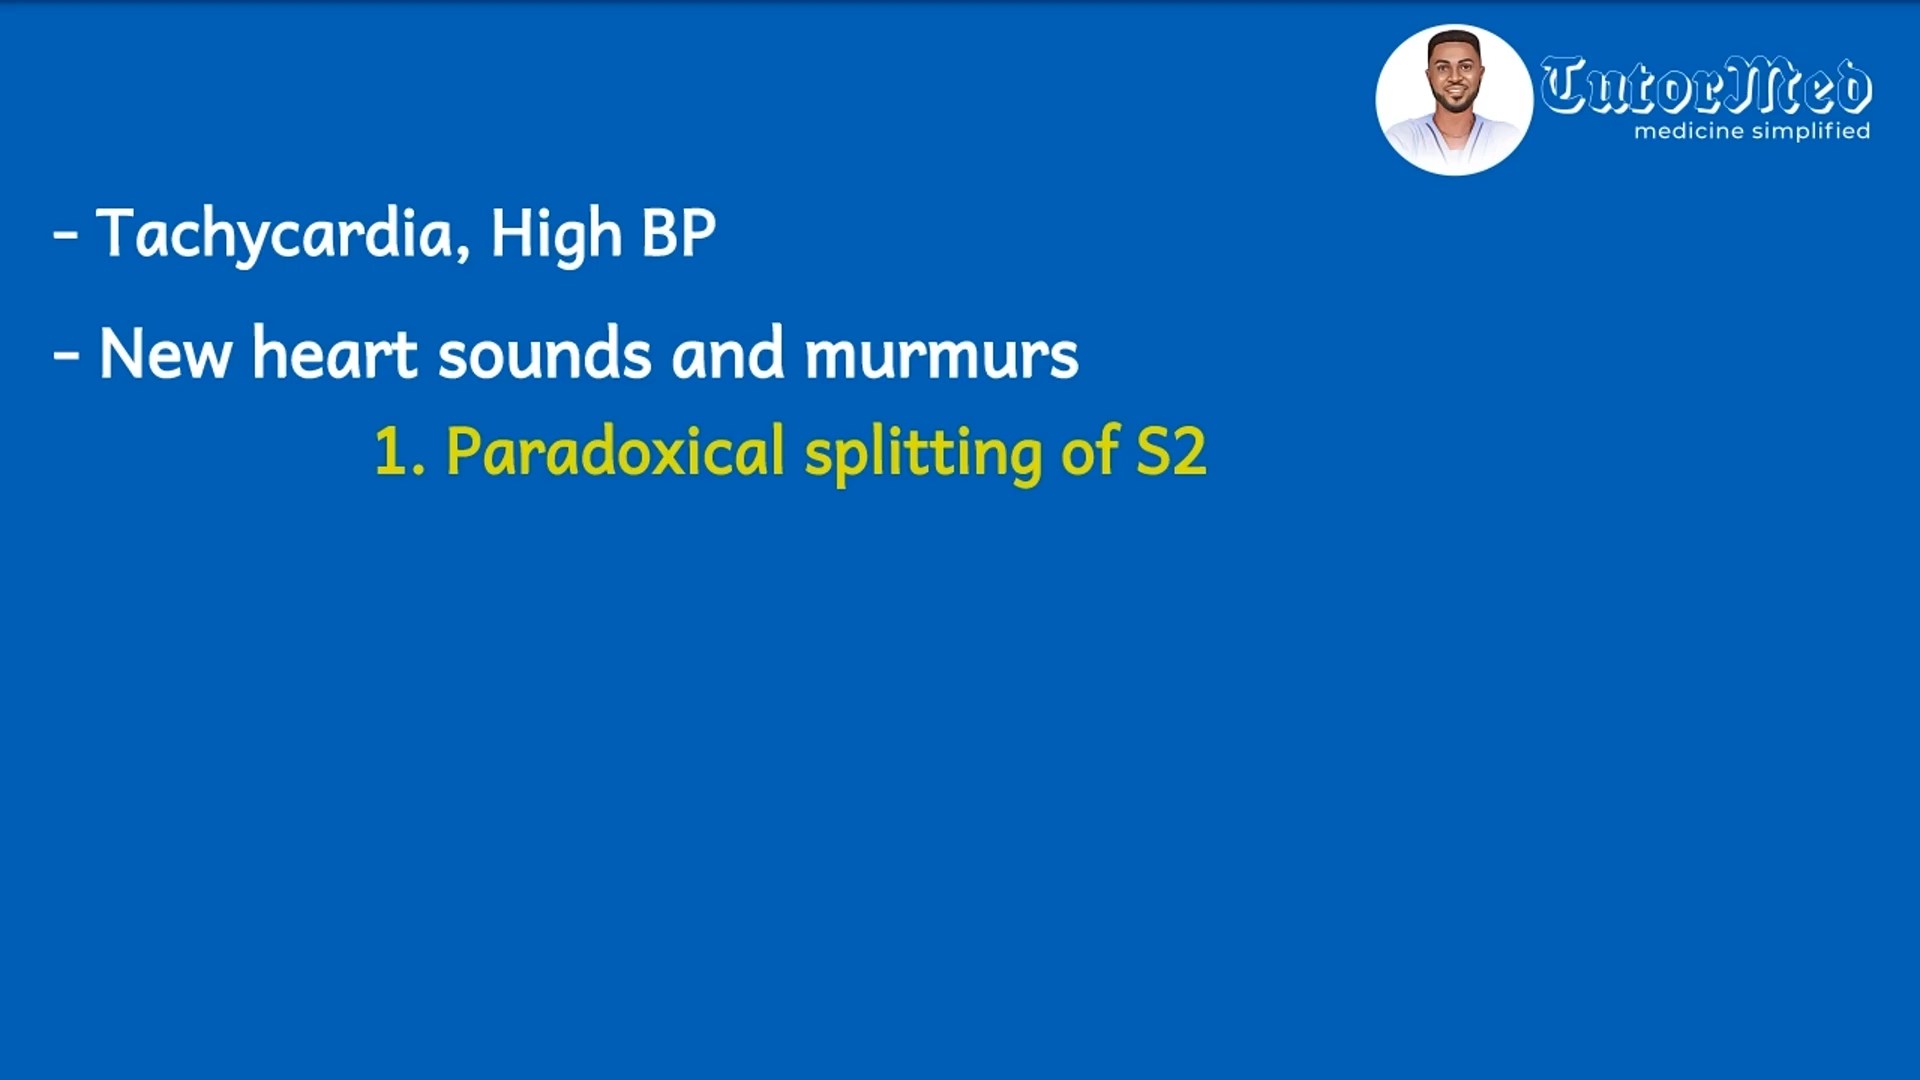 TutorMed
medicine simplified
- Tachycardia, High BP
- New heart sounds and murmurs
1. Paradoxical splitting of S2